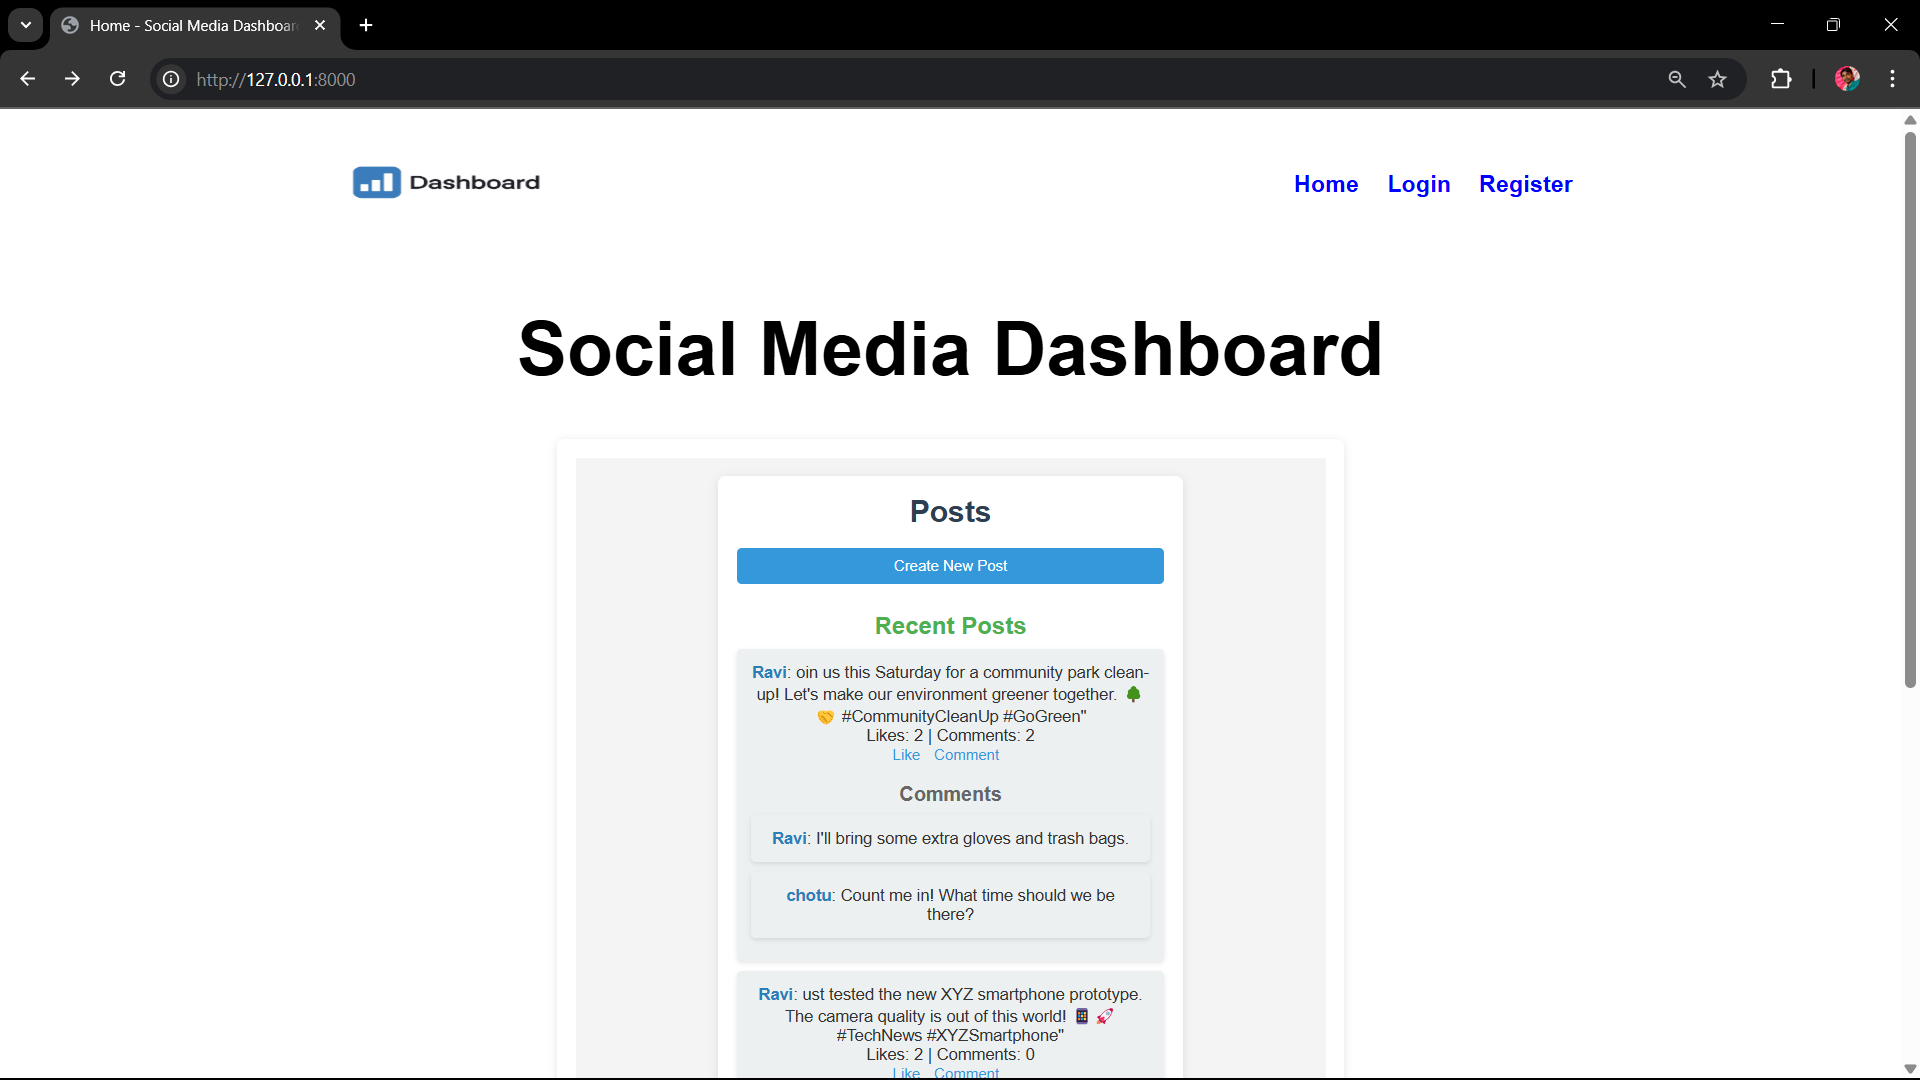 Home - Social Media Dashboar
http://127.0.0.1:8000
Dashboard
Home Login Register
Social Media Dashboard
Posts
Create New Post
Recent Posts
Ravi: oin us this Saturday for a community park clean-
up! Let's make our environment greener together. 🌳
🤝 #CommunityCleanUp #GoGreen"
Likes: 2 | Comments: 2
Like Comment
Comments
Ravi: I'll bring some extra gloves and trash bags.
chotu: Count me in! What time should we be
there?
Ravi: ust tested the new XYZ smartphone prototype.
The camera quality is out of this world! 📱 🚀
#TechNews #XYZSmartphone"
Likes: 2 | Comments: 0
Like Comment